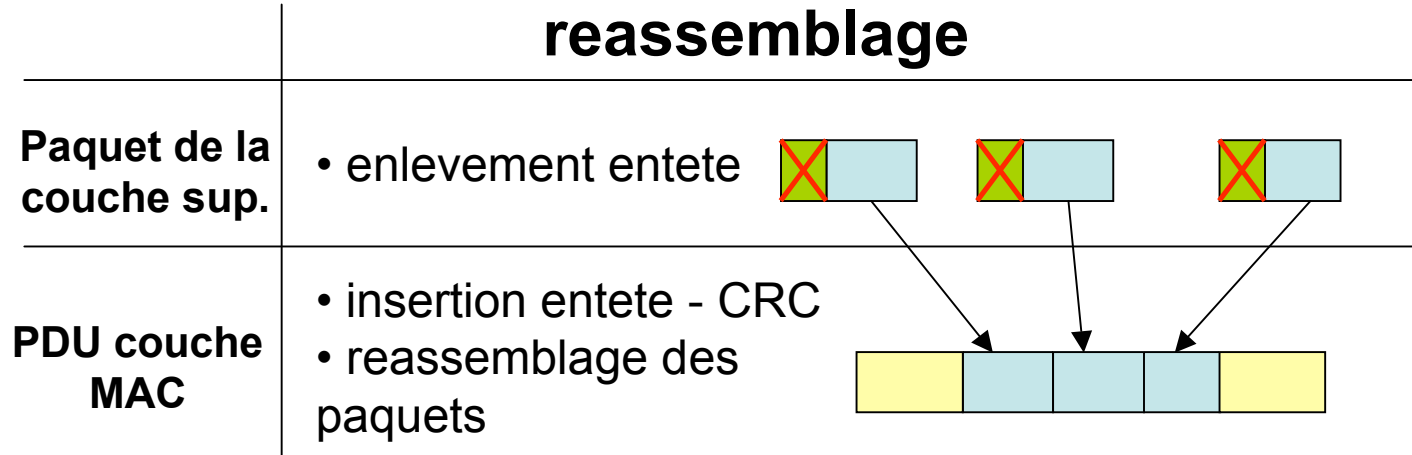 reassemblage
Paquet de la
couche sup.
• enlevement entete
PDU couche
MAC
• insertion entete - CRC
• reassemblage des
paquets